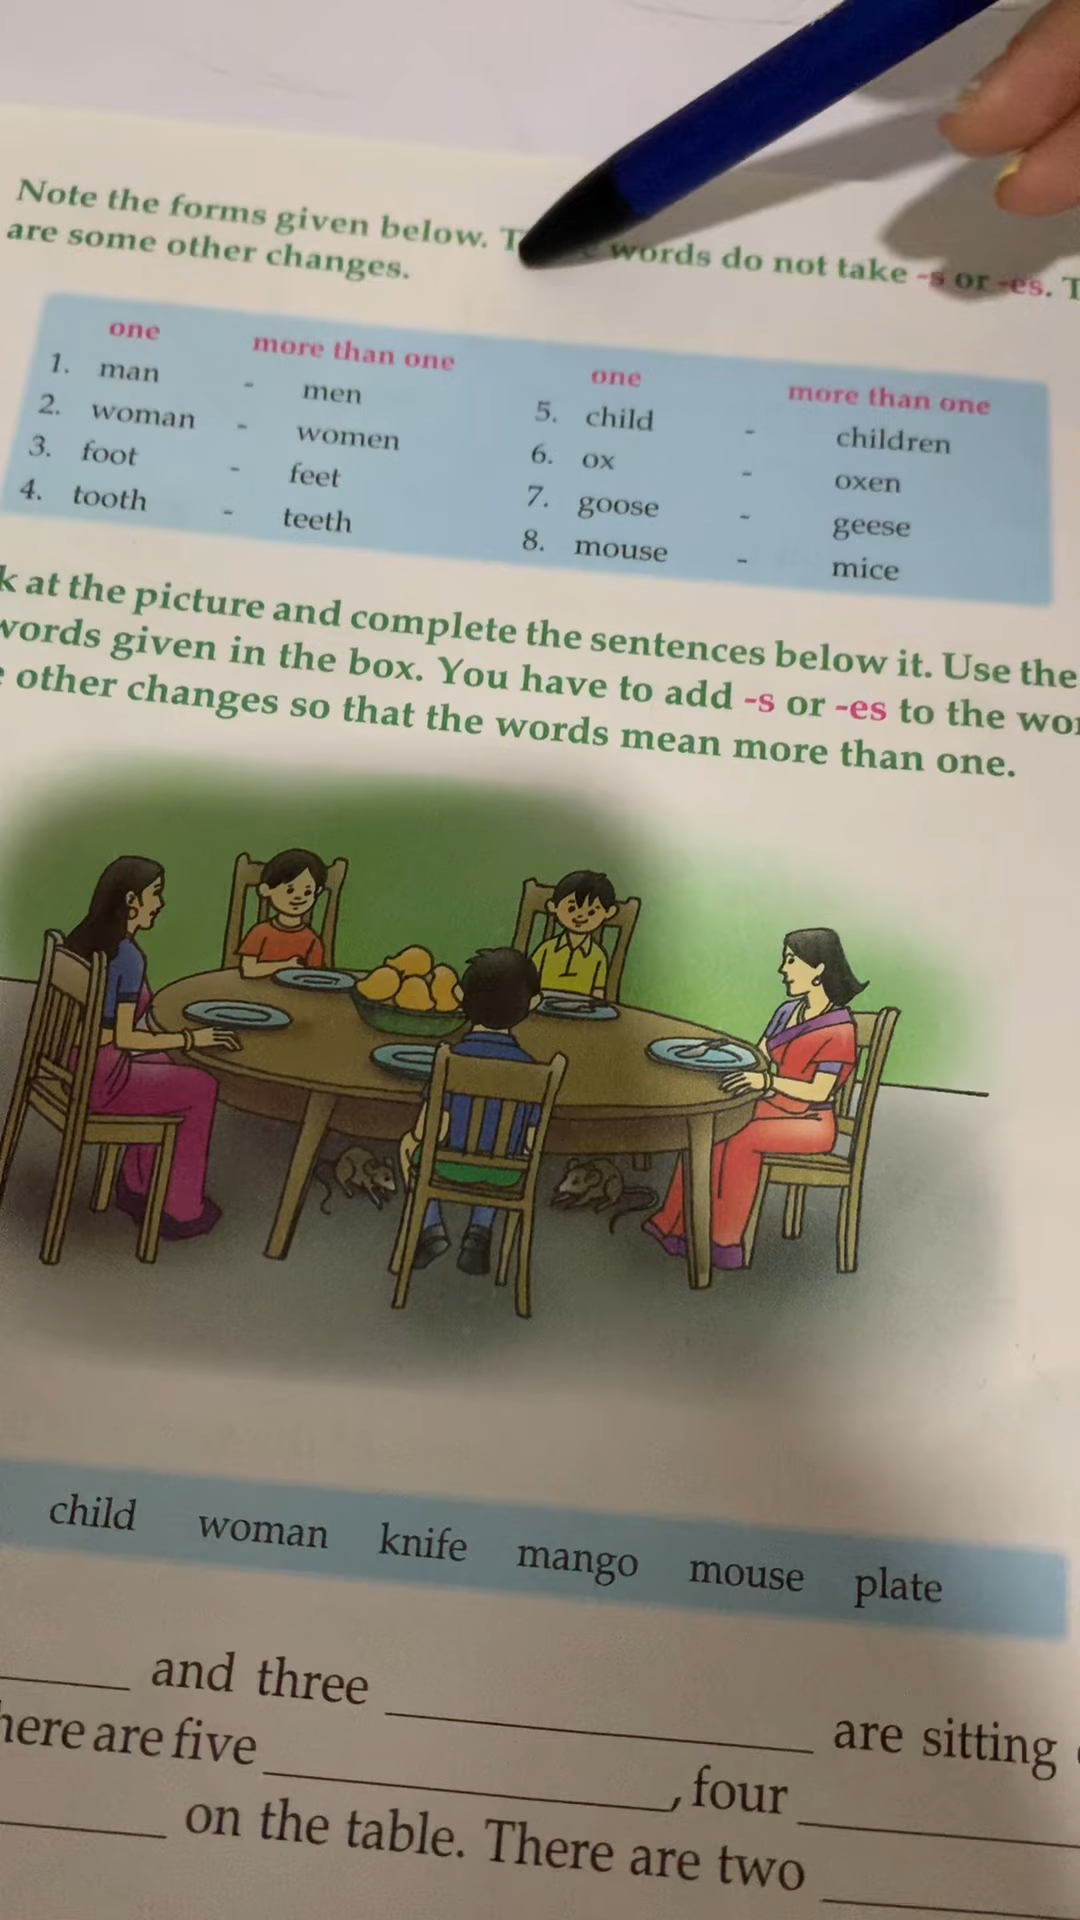 Note the forms given below. words do not take -s or -es. T
are some other changes.
one more than one one more than one
1. man - men 5. child - children
2. woman - women 6. ox - oxen
3. foot - feet 7. goose - geese
4. tooth - teeth 8. mouse - mice
k at the picture and complete the sentences below it. Use the
words given in the box. You have to add -s or -es to the
other changes so that the words mean more than one.
child woman knife mango mouse plate
and three are sitting
here are five , four
on the table. There are two